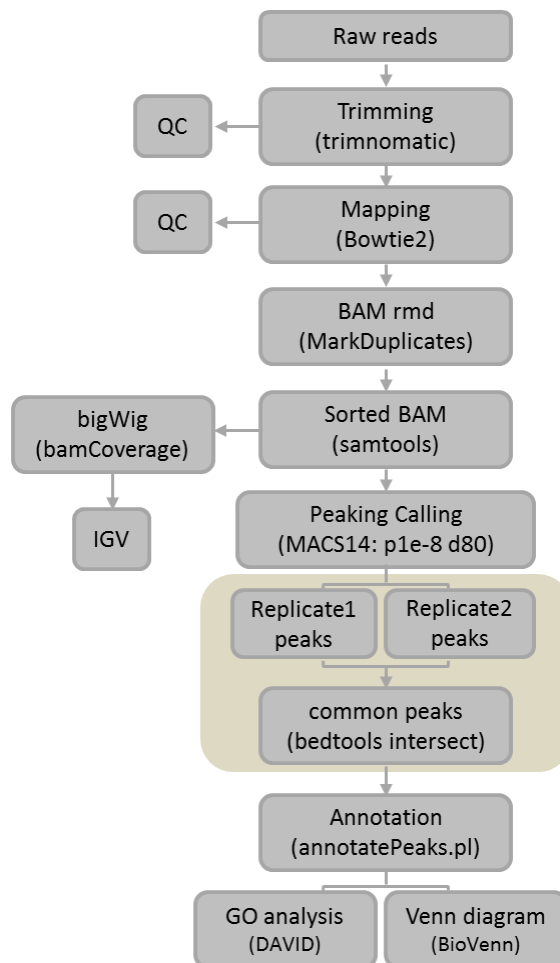 Raw reads
QC
Trimming
(trimnomatic)
QC
Mapping
(Bowtie2)
BAM rmd
(MarkDuplicates)
bigWig
(bamCoverage)
Sorted BAM
(samtools)
IGV
Peaking Calling
(MACS14: p1e-8 d80)
Replicate1
peaks
Replicate2
peaks
common peaks
(bedtools intersect)
Annotation
(annotatePeaks.pl)
GO analysis
(DAVID)
Venn diagram
(BioVenn)